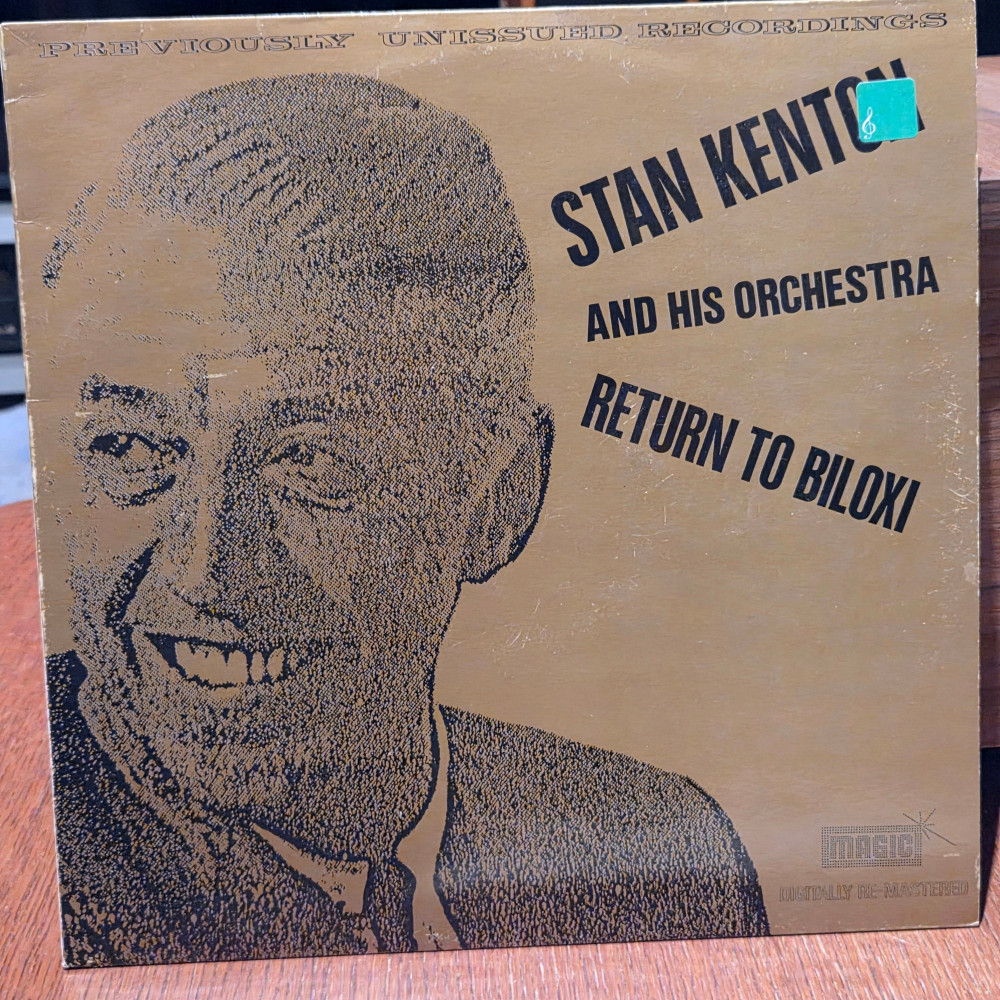 PREVIOUSLY UNISSUED RECORDINGS
STAN KENTON
AND HIS ORCHESTRA
RETURN TO BILOXI
MAGIC
DIGITALLY RE-MASTERED